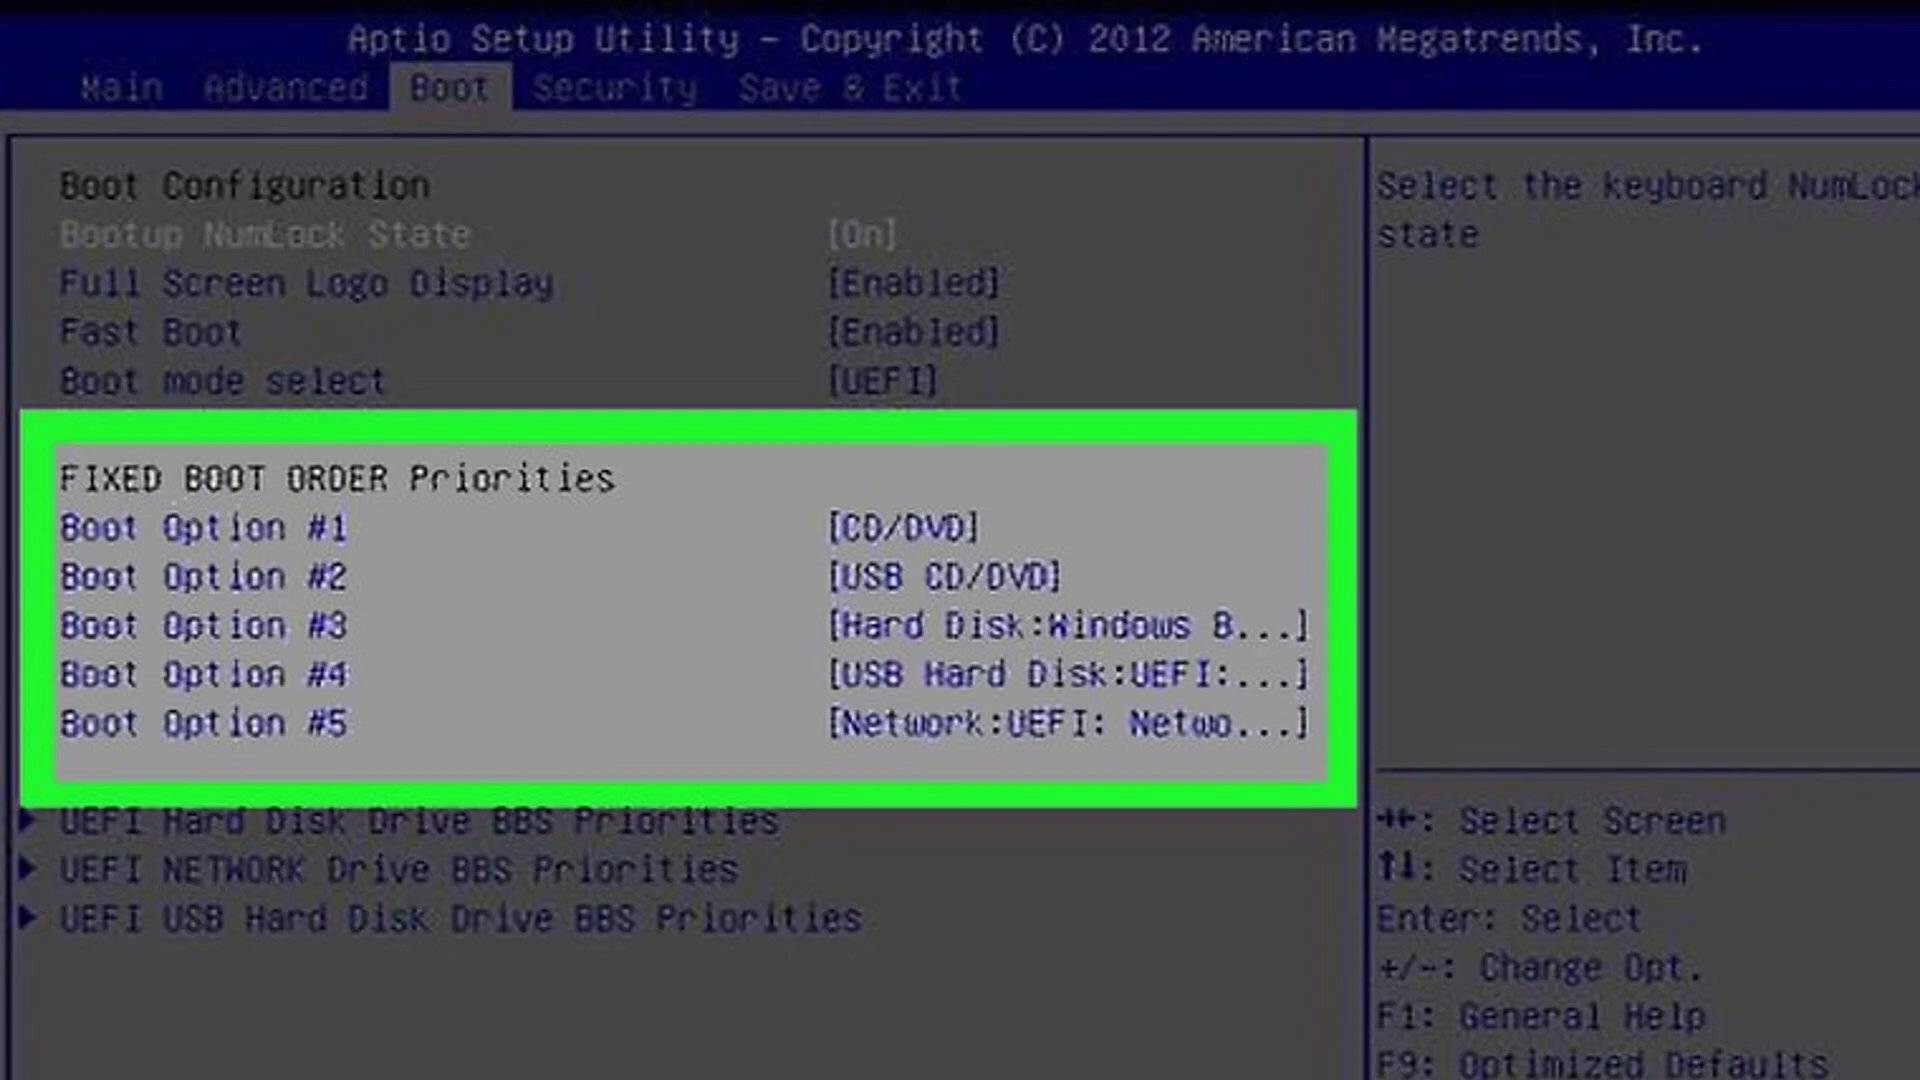 Aptio Setup Utility – Copyright (C) 2012 American Megatrends, Inc.
Main Advanced Boot Security Save & Exit
Boot Configuration
Bootup NumLock State [On]
Full Screen Logo Display [Enabled]
Fast Boot [Enabled]
Boot mode select [UEFI]
FIXED BOOT ORDER Priorities
Boot Option #1 [CD/DVD]
Boot Option #2 [USB CD/DVD]
Boot Option #3 [Hard Disk:Windows B...]
Boot Option #4 [USB Hard Disk:UEFI:...]
Boot Option #5 [Network:UEFI: Netwo...]
UEFI Hard Disk Drive BBS Priorities
UEFI NETWORK Drive BBS Priorities
UEFI USB Hard Disk Drive BBS Priorities
Select the keyboard NumLock
state
→←: Select Screen
↑↓: Select Item
Enter: Select
+/-: Change Opt.
F1: General Help
F9: Optimized Defaults